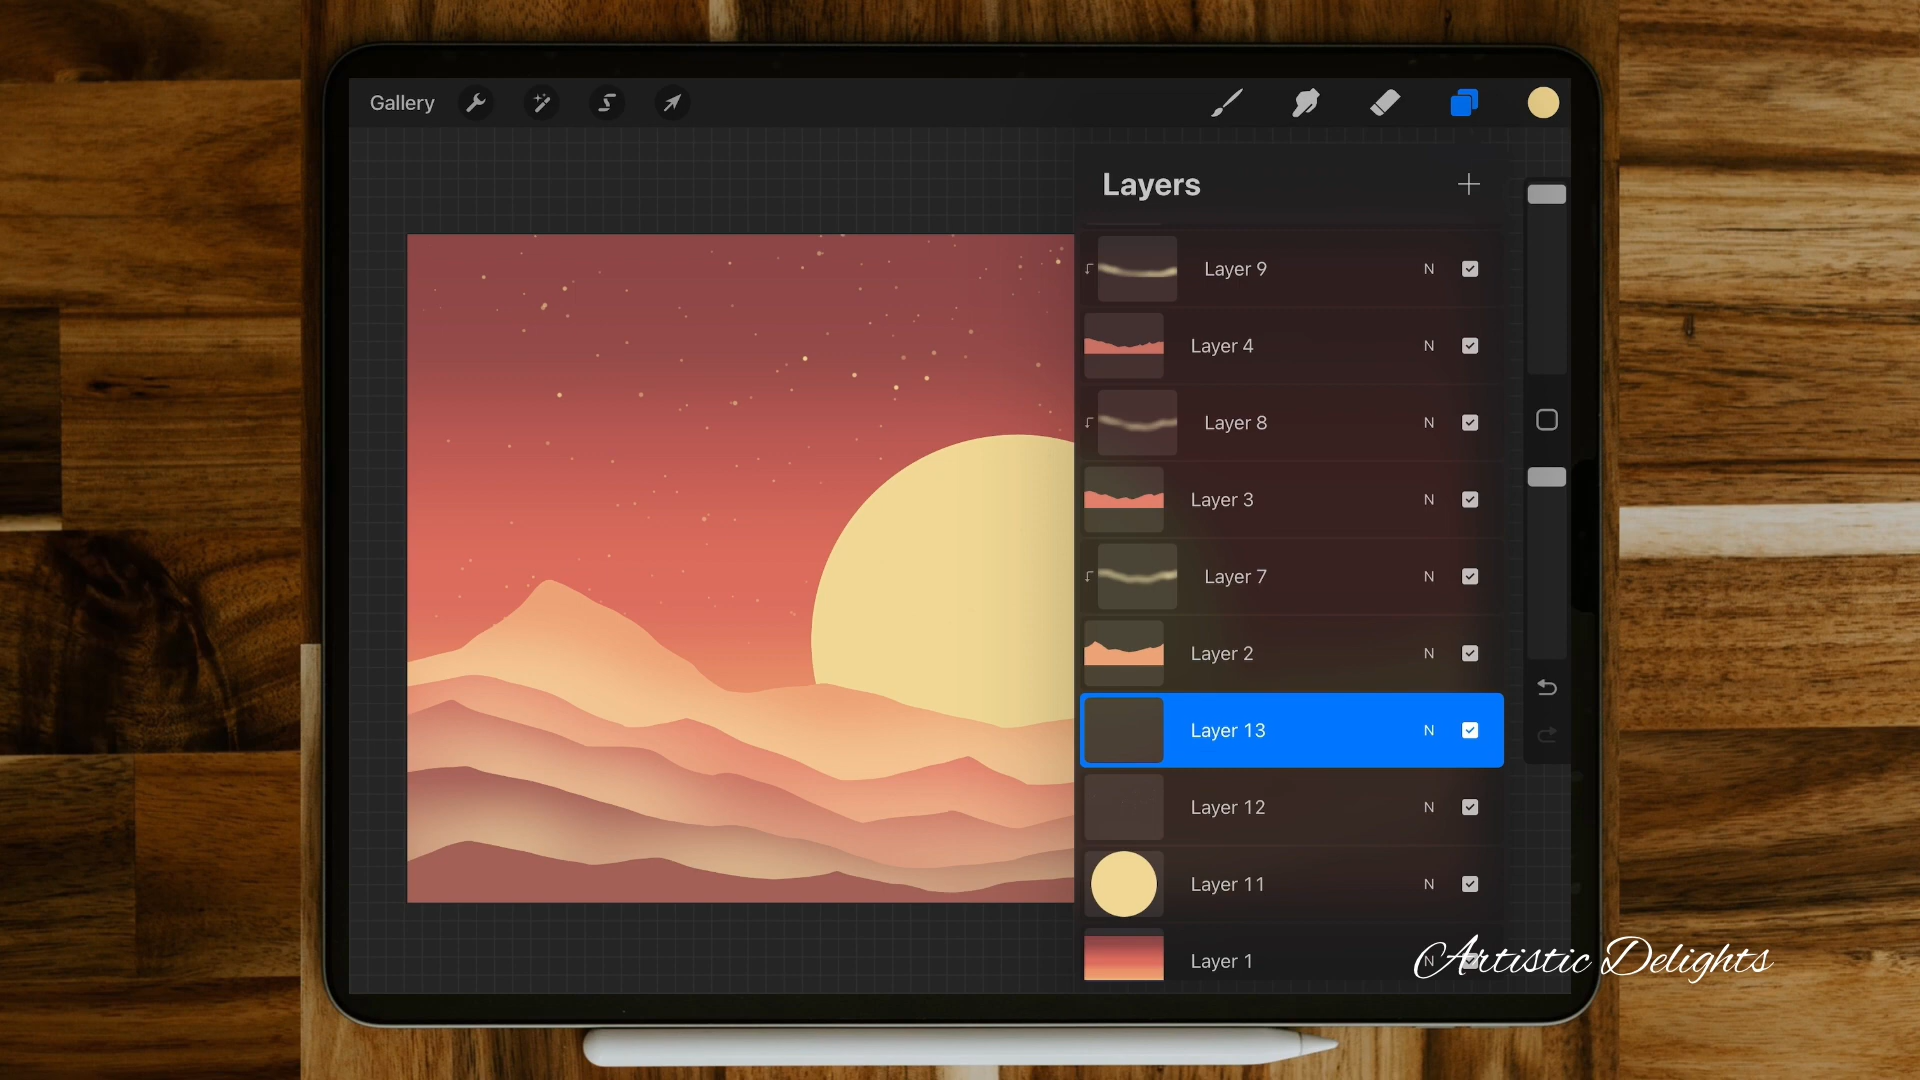 Gallery
Layers
Layer 9 N
Layer 4 N
Layer 8 N
Layer 3 N
Layer 7 N
Layer 2 N
Layer 13 N
Layer 12 N
Layer 11 N
Layer 1 N
Artistic Delights